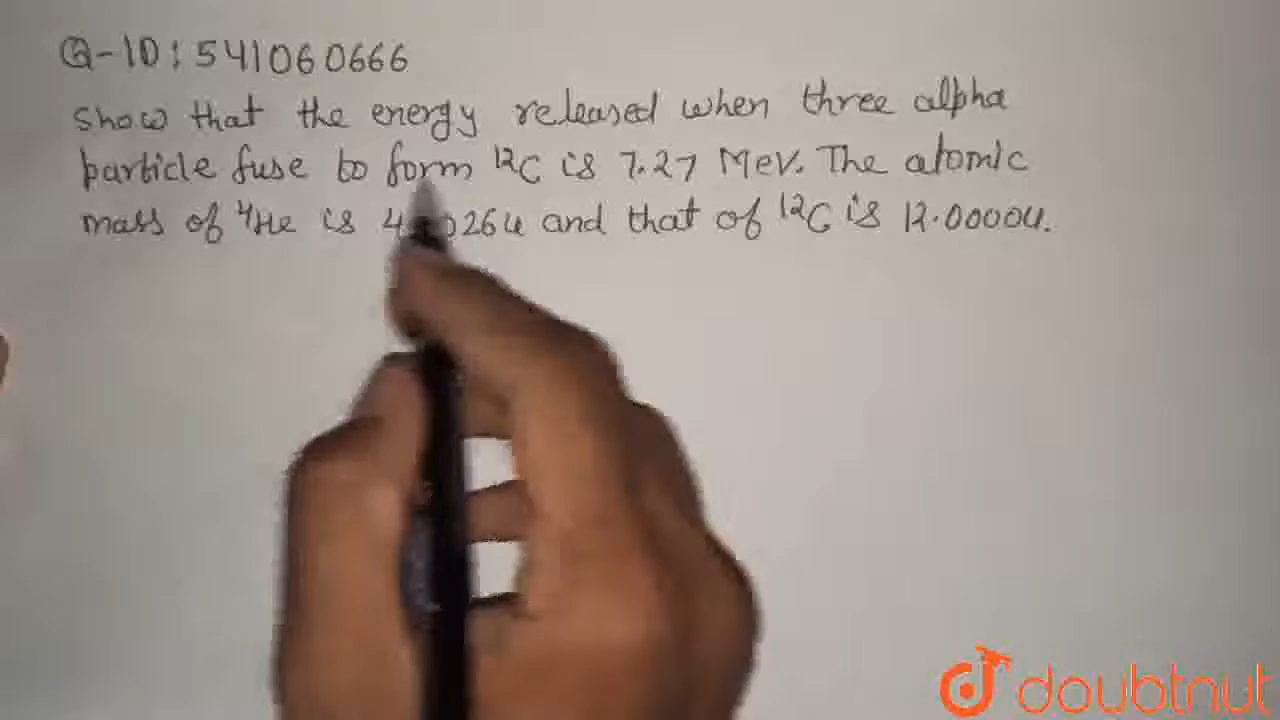 Q-ID: 541060666
Show that the energy released when three alpha
particle fuse to form ¹²C is 7.27 MeV. The atomic
mass of ⁴He is and that of ¹²C is 12.0000u.
doubtnut